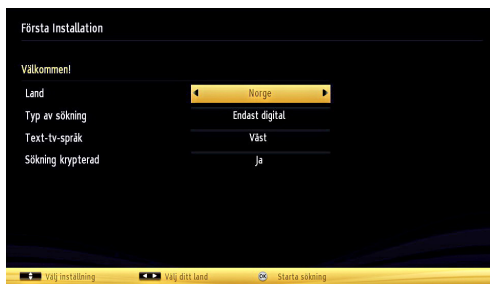 Första Installation
Välkommen!
Land Norge
Typ av sökning Endast digital
Text-tv-språk Väst
Sökning krypterad Ja
Välj inställning Välj ditt land OK Starta sökning